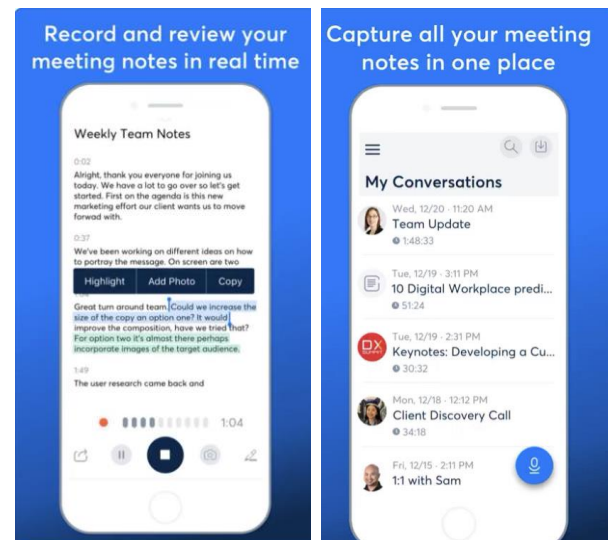 Record and review your
meeting notes in real time
Weekly Team Notes
0:02
Alright, thank you everyone for joining us
today. We have a lot to go over so let's get
started. First on the agenda is this new
marketing effort our client wants us to move
forwad with.
0:37
We've been working on different ideas on how
to portray the message. On screen are two
Highlight Add Photo Copy
1:04
Great turn around team. Could we increase the
size of the copy an option one? It would
improve the composition, have we tried that?
For option two it's almost there perhaps
incorporate images of the target audience.
1:49
The user research came back and
1:04
Capture all your meeting
notes in one place
My Conversations
Wed, 12/20 - 11:20 AM
Team Update
1:48:33
Tue, 12/19 - 3:11 PM
10 Digital Workplace predi...
51:24
DX
Tue, 12/19 - 2:31 PM
Keynotes: Developing a Cu...
30:32
Mon, 12/18 - 12:12 PM
Client Discovery Call
34:18
Fri, 12/15 - 2:11 PM
1:1 with Sam